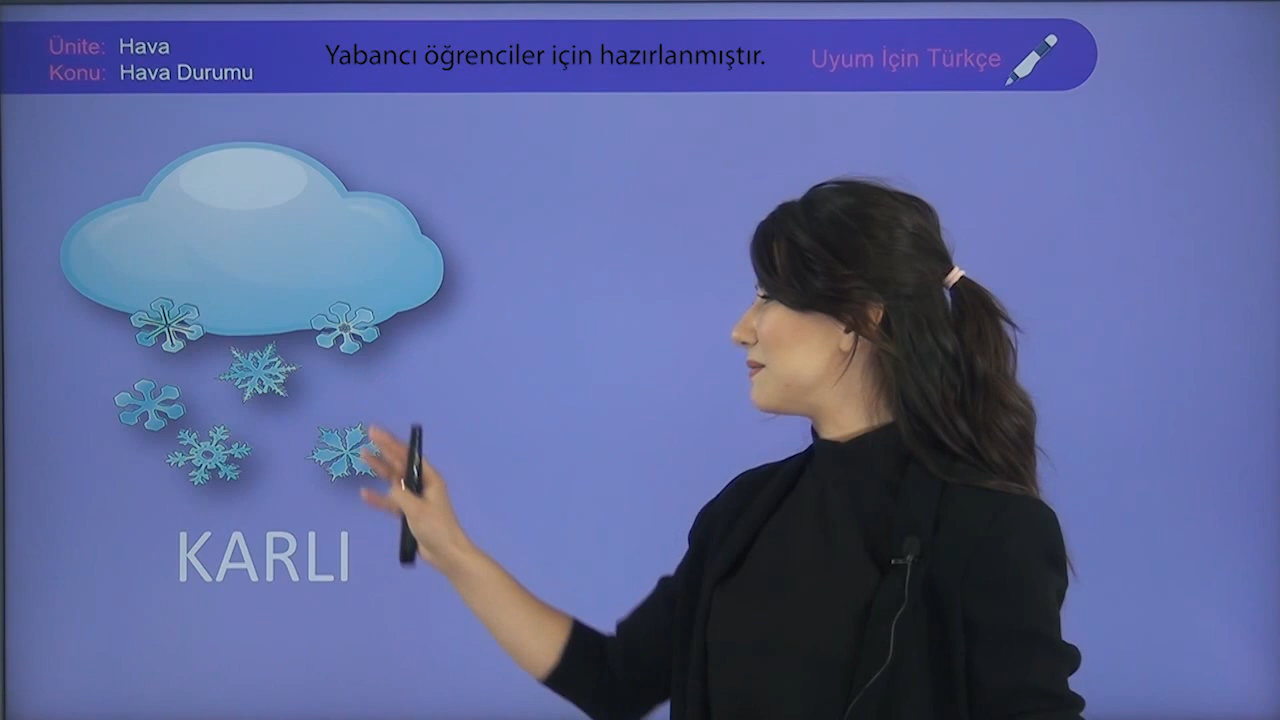 Ünite: Hava
Konu: Hava Durumu
Yabancı öğrenciler için hazırlanmıştır.
Uyum İçin Türkçe
KARLI